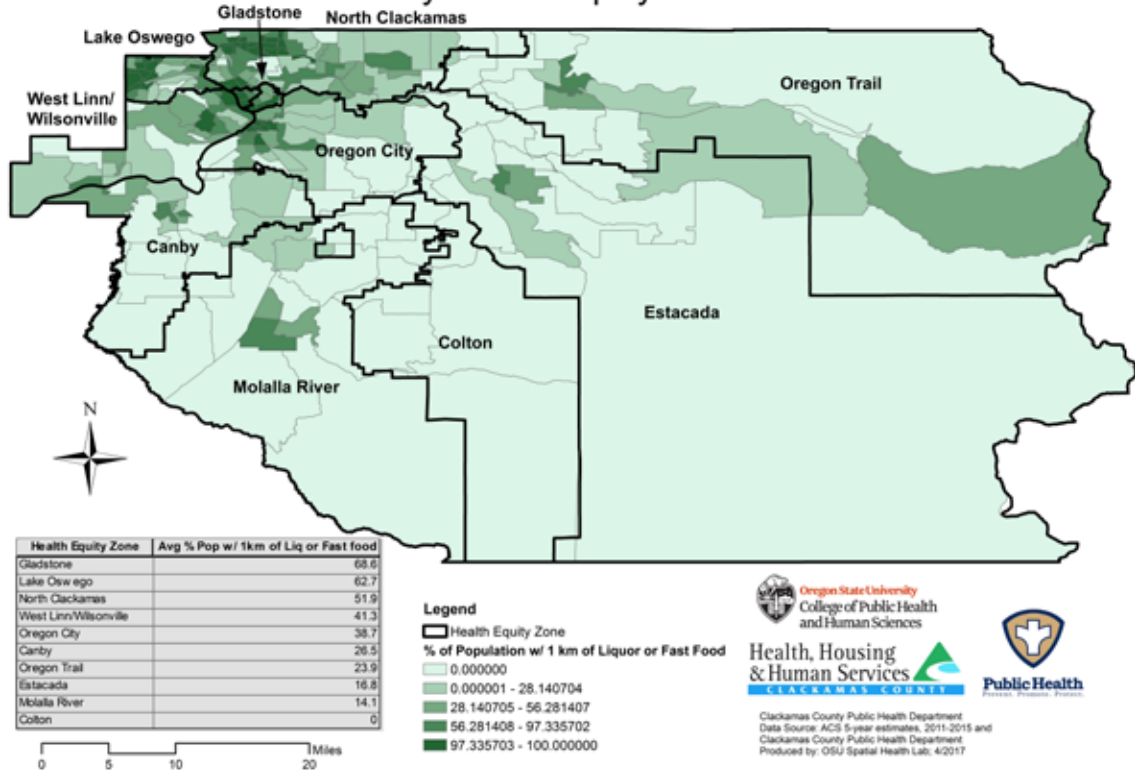 Gladstone
North Clackamas
Lake Oswego
West Linn/
Wilsonville
Oregon Trail
Oregon City
Canby
Estacada
Colton
Molalla River
N
Health Equity Zone Avg % Pop w/ 1km of Liq or Fast food
Gladstone 68.6
Lake Oswego 62.7
North Clackamas 51.9
West Linn/Wilsonville 41.3
Oregon City 38.7
Canby 26.5
Oregon Trail 23.9
Estacada 16.8
Molalla River 14.1
Colton 0
Miles
0 5 10 20
Legend
Health Equity Zone
% of Population w/ 1 km of Liquor or Fast Food
0.000000
0.000001 - 28.140704
28.140705 - 56.281407
56.281408 - 97.335702
97.335703 - 100.000000
Oregon State University
College of Public Health
and Human Sciences
Health, Housing
& Human Services
CLACKAMAS COUNTY
Public Health
Prevent. Promote. Protect.
Clackamas County Public Health Department
Data Source: ACS 5-year estimates, 2011-2015 and
Clackamas County Public Health Department
Produced by: OSU Spatial Health Lab; 4/2017